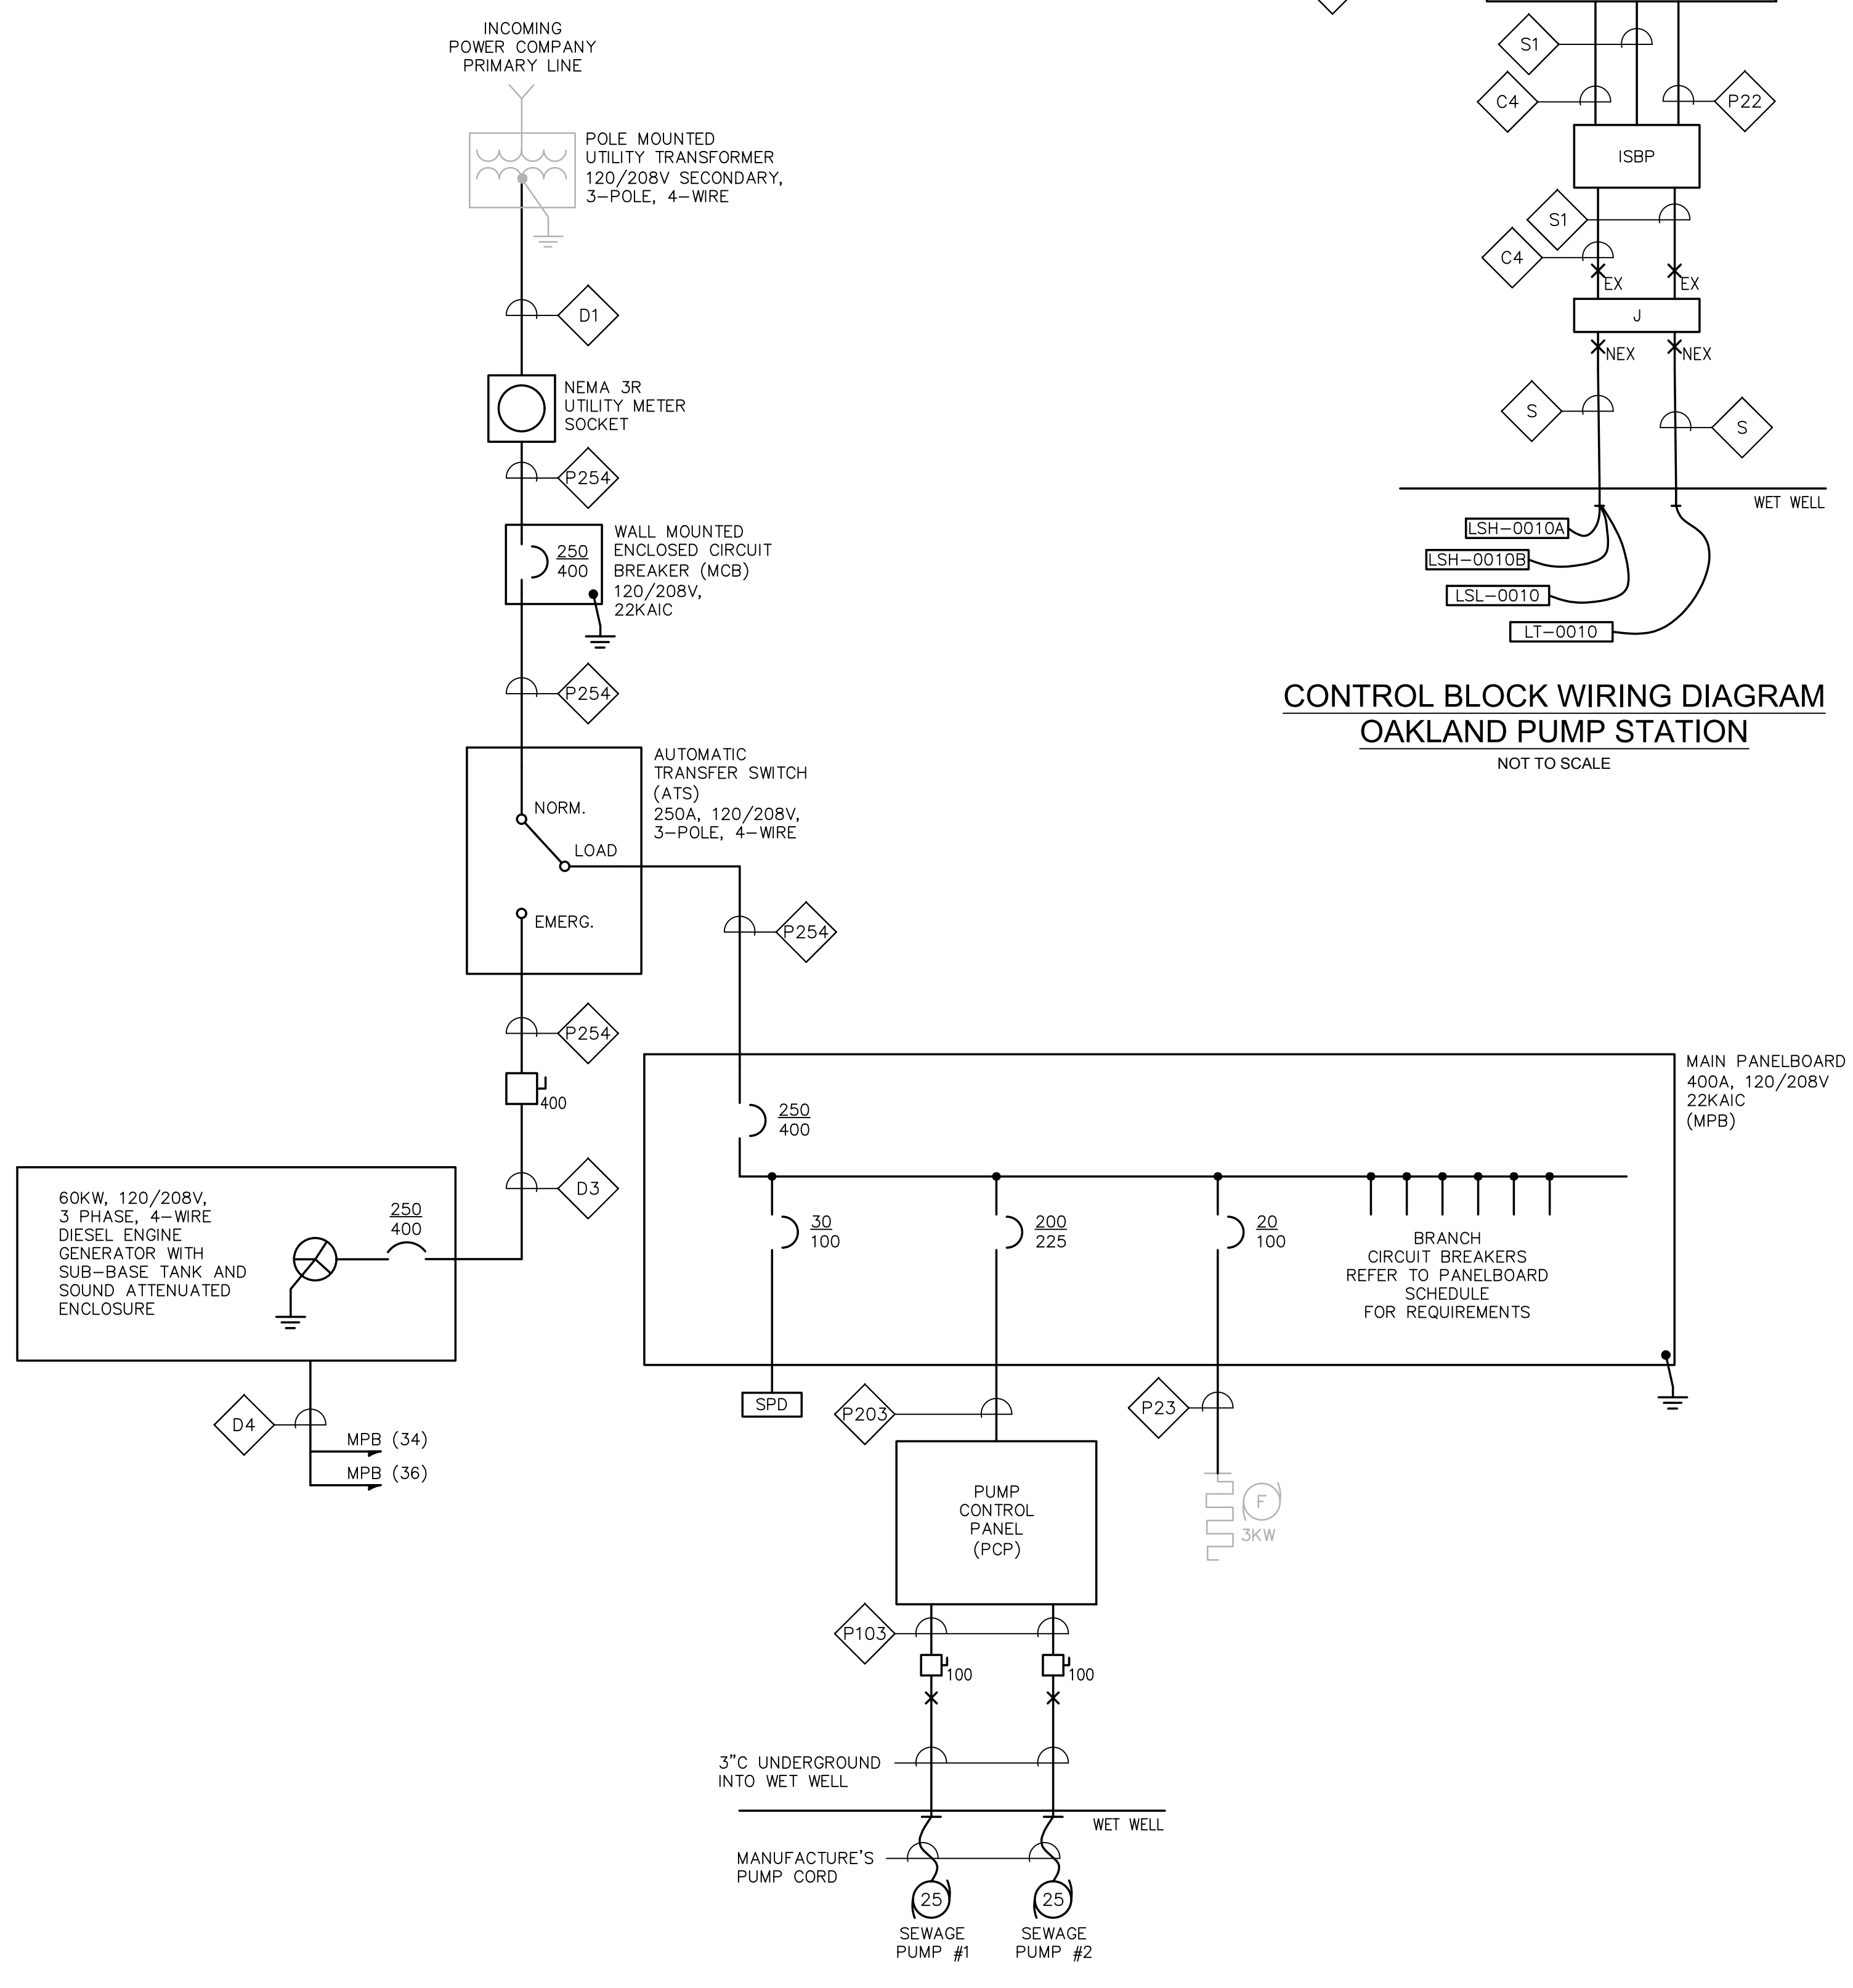 INCOMING
POWER COMPANY
PRIMARY LINE
POLE MOUNTED
UTILITY TRANSFORMER
120/208V SECONDARY,
3-POLE, 4-WIRE
D1
NEMA 3R
UTILITY METER
SOCKET
P254
250
400
WALL MOUNTED
ENCLOSED CIRCUIT
BREAKER (MCB)
120/208V,
22KAIC
P254
AUTOMATIC
TRANSFER SWITCH
(ATS)
250A, 120/208V,
3-POLE, 4-WIRE
NORM.
LOAD
EMERG.
P254
P254
400
D3
60KW, 120/208V,
3 PHASE, 4-WIRE
DIESEL ENGINE
GENERATOR WITH
SUB-BASE TANK AND
SOUND ATTENUATED
ENCLOSURE
250
400
D4
MPB (34)
MPB (36)
MAIN PANELBOARD
400A, 120/208V
22KAIC
(MPB)
250
400
30
100
200
225
20
100
BRANCH
CIRCUIT BREAKERS
REFER TO PANELBOARD
SCHEDULE
FOR REQUIREMENTS
SPD
P203
P23
PUMP
CONTROL
PANEL
(PCP)
F
3KW
P103
100
100
3"C UNDERGROUND
INTO WET WELL
WET WELL
MANUFACTURE'S
PUMP CORD
25
25
SEWAGE
PUMP #1
SEWAGE
PUMP #2
S1
C4
P22
ISBP
S1
C4
EX
EX
J
NEX
NEX
S
S
WET WELL
LSH-0010A
LSH-0010B
LSL-0010
LT-0010
CONTROL BLOCK WIRING DIAGRAM
OAKLAND PUMP STATION
NOT TO SCALE